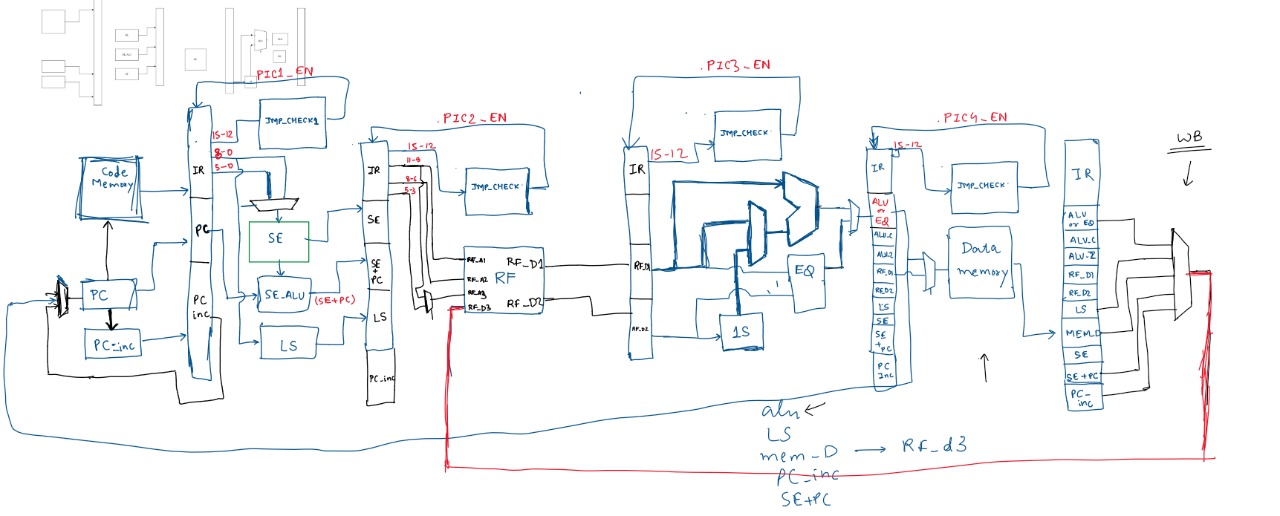 PIC1_EN
.PIC3_EN
.PIC2_EN
.PIC4_EN
WB
Code
Memory
PC
PC_inc
IR
PC
PC
inc
15-12
8-0
5-0
JMP_CHECK1
SE
SE_ALU
(SE+PC)
LS
IR
SE
SE
+
PC
LS
PC_inc
15-12
11-8
8-6
5-3
JMP_CHECK
RF_A1
RF_A2
RF_A3
RF_D3
RF
RF_D1
RF_D2
IR
RF_D1
RF_D2
15-12
JMP_CHECK
EQ
1S
IR
ALU
or
EQ
ALU_C
ALU_Z
RF_D1
RF_D2
LS
SE
SE
+
PC
PC
Inc
15-12
JMP_CHECK
Data
memory
IR
ALU
or EQ
ALU_C
ALU_Z
RF_D1
RF_D2
LS
MEM_D
SE
SE+PC
PC_
inc
alu
LS
mem_D
Rf_d3
PC_inc
SE+PC